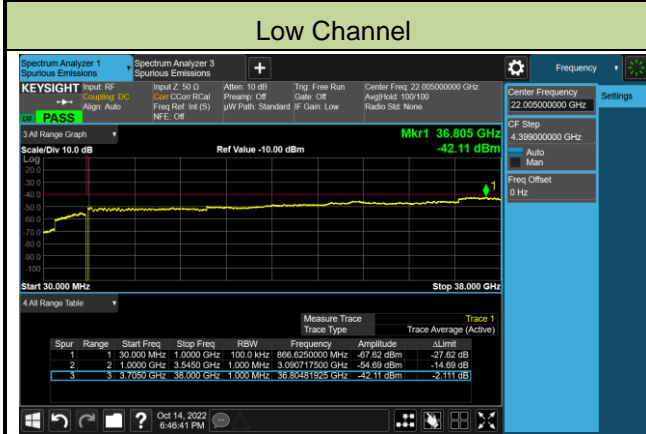 Low Channel
Spectrum Analyzer 1
Spurious Emissions
Spectrum Analyzer 3
Spurious Emissions
Frequency
KEYSIGHT
Input: RF
Coupling: DC
Align: Auto
Input Z: 50 Ω
Corr CCorr RCal
Freq Ref: Int (S)
NFE: Off
Atten: 10 dB
Preamp: Off
µW Path: Standard
Trig: Free Run
Gate: Off
IF Gain: Low
Center Freq: 22.005000000 GHz
Avg|Hold: 100/100
Radio Std: None
PASS
Center Frequency
22.005000000 GHz
Settings
CF Step
4.399000000 GHz
Auto
Man
Freq Offset
0 Hz
3 All Range Graph
Mkr1 36.805 GHz
Scale/Div 10.0 dB
Ref Value -10.00 dBm
-42.11 dBm
Log
-20.0
-30.0
-40.0
-50.0
-60.0
-70.0
-80.0
-90.0
-100
1
Start 30.000 MHz
Stop 38.000 GHz
4 All Range Table
Measure Trace Trace 1
Trace Type Trace Average (Active)
Spur Range Start Freq Stop Freq RBW Frequency Amplitude ΔLimit
1 1 30.000 MHz 1.0000 GHz 100.0 kHz 866.6250000 MHz -67.62 dBm -27.62 dB
2 2 1.0000 GHz 3.5450 GHz 1.000 MHz 3.090717500 GHz -54.69 dBm -14.69 dB
3 3 3.7050 GHz 38.000 GHz 1.000 MHz 36.80481925 GHz -42.11 dBm -2.111 dB
Oct 14, 2022
6:46:41 PM